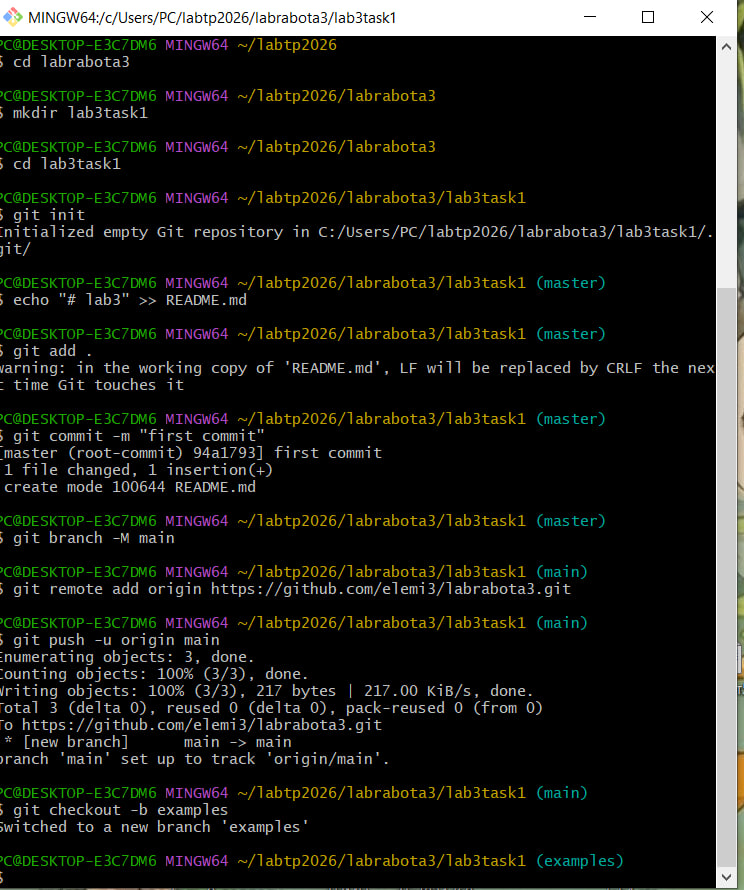 MINGW64:/c/Users/PC/labtp2026/labrabota3/lab3task1
PC@DESKTOP-E3C7DM6 MINGW64 ~/labtp2026
$ cd labrabota3
PC@DESKTOP-E3C7DM6 MINGW64 ~/labtp2026/labrabota3
$ mkdir lab3task1
PC@DESKTOP-E3C7DM6 MINGW64 ~/labtp2026/labrabota3
$ cd lab3task1
PC@DESKTOP-E3C7DM6 MINGW64 ~/labtp2026/labrabota3/lab3task1
$ git init
Initialized empty Git repository in C:/Users/PC/labtp2026/labrabota3/lab3task1/.
git/
PC@DESKTOP-E3C7DM6 MINGW64 ~/labtp2026/labrabota3/lab3task1 (master)
$ echo "# lab3" >> README.md
PC@DESKTOP-E3C7DM6 MINGW64 ~/labtp2026/labrabota3/lab3task1 (master)
$ git add .
warning: in the working copy of 'README.md', LF will be replaced by CRLF the nex
t time Git touches it
PC@DESKTOP-E3C7DM6 MINGW64 ~/labtp2026/labrabota3/lab3task1 (master)
$ git commit -m "first commit"
[master (root-commit) 94a1793] first commit
1 file changed, 1 insertion(+)
create mode 100644 README.md
PC@DESKTOP-E3C7DM6 MINGW64 ~/labtp2026/labrabota3/lab3task1 (master)
$ git branch -M main
PC@DESKTOP-E3C7DM6 MINGW64 ~/labtp2026/labrabota3/lab3task1 (main)
$ git remote add origin https://github.com/elemi3/labrabota3.git
PC@DESKTOP-E3C7DM6 MINGW64 ~/labtp2026/labrabota3/lab3task1 (main)
$ git push -u origin main
Enumerating objects: 3, done.
Counting objects: 100% (3/3), done.
Writing objects: 100% (3/3), 217 bytes | 217.00 KiB/s, done.
Total 3 (delta 0), reused 0 (delta 0), pack-reused 0 (from 0)
To https://github.com/elemi3/labrabota3.git
* [new branch]      main -> main
branch 'main' set up to track 'origin/main'.
PC@DESKTOP-E3C7DM6 MINGW64 ~/labtp2026/labrabota3/lab3task1 (main)
$ git checkout -b examples
Switched to a new branch 'examples'
PC@DESKTOP-E3C7DM6 MINGW64 ~/labtp2026/labrabota3/lab3task1 (examples)
$